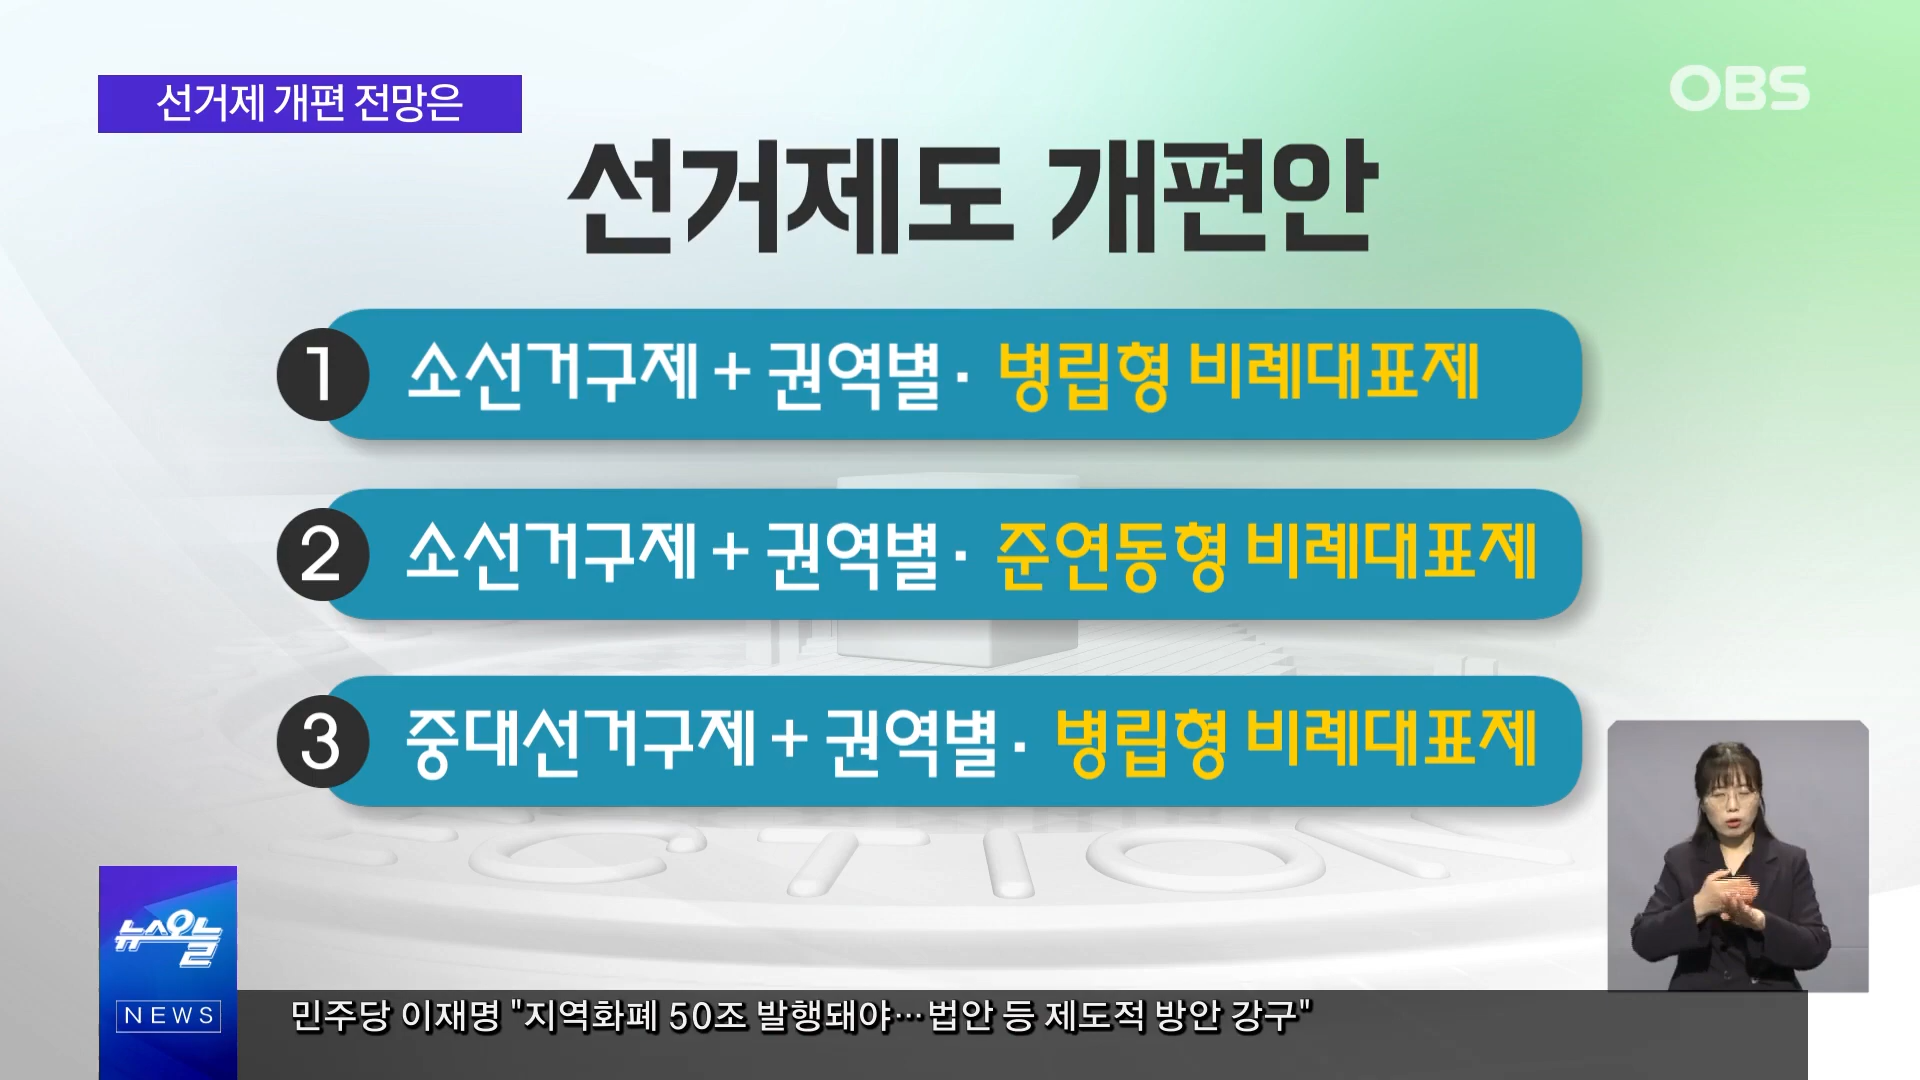 선거제 개편 전망은
OBS
선거제도 개편안
1 소선거구제 + 권역별· 병립형 비례대표제
2 소선거구제 + 권역별· 준연동형 비례대표제
3 중대선거구제 + 권역별· 병립형 비례대표제
ECTION
뉴스오늘
NEWS
민주당 이재명 "지역화폐 50조 발행돼야…법안 등 제도적 방안 강구"